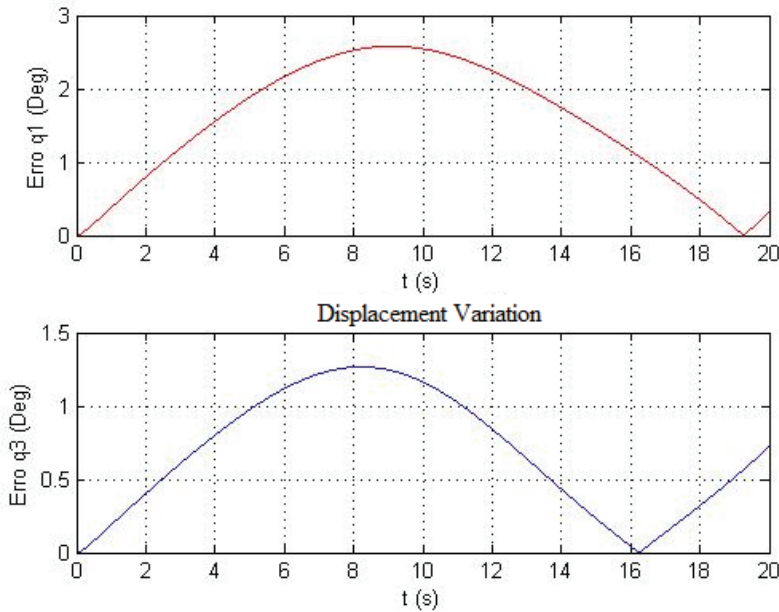 3
2
1
0
Erro q1 (Deg)
0 2 4 6 8 10 12 14 16 18 20
t (s)
Displacement Variation
1.5
1
0.5
0
Erro q3 (Deg)
0 2 4 6 8 10 12 14 16 18 20
t (s)